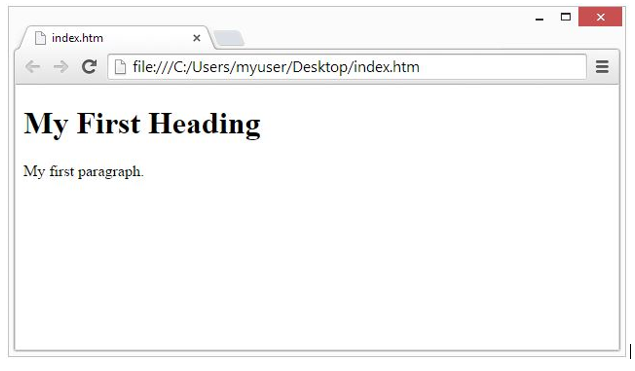 index.htm
file:///C:/Users/myuser/Desktop/index.htm
My First Heading
My first paragraph.